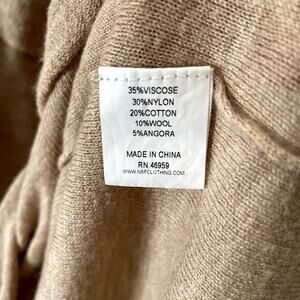 35%VISCOSE
30%NYLON
20%COTTON
10%WOOL
5%ANGORA
MADE IN CHINA
RN.46959
WWW.NBFCLOTHING.COM